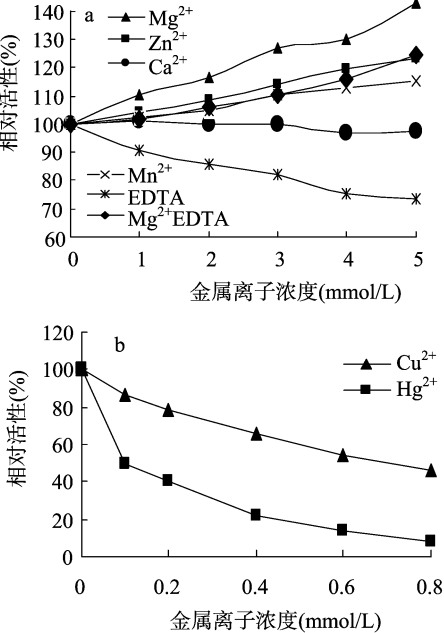 a
Mg2+
Zn2+
Ca2+
Mn2+
EDTA
Mg2+EDTA
相对活性(%)
140
130
120
110
100
90
80
70
60
0 1 2 3 4 5
金属离子浓度(mmol/L)
b
Cu2+
Hg2+
相对活性(%)
120
100
80
60
40
20
0
0 0.2 0.4 0.6 0.8
金属离子浓度(mmol/L)